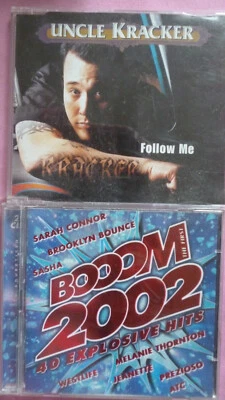 UNCLE KRACKER
Follow Me
KRACKER
SARAH CONNOR
BROOKLYN BOUNCE
SASHA
BOOOM
THE FIRST
2002
40 EXPLOSIVE HITS
MELANIE THORNTON
WESTLIFE
JEANETTE
PREZIOSO
ATC